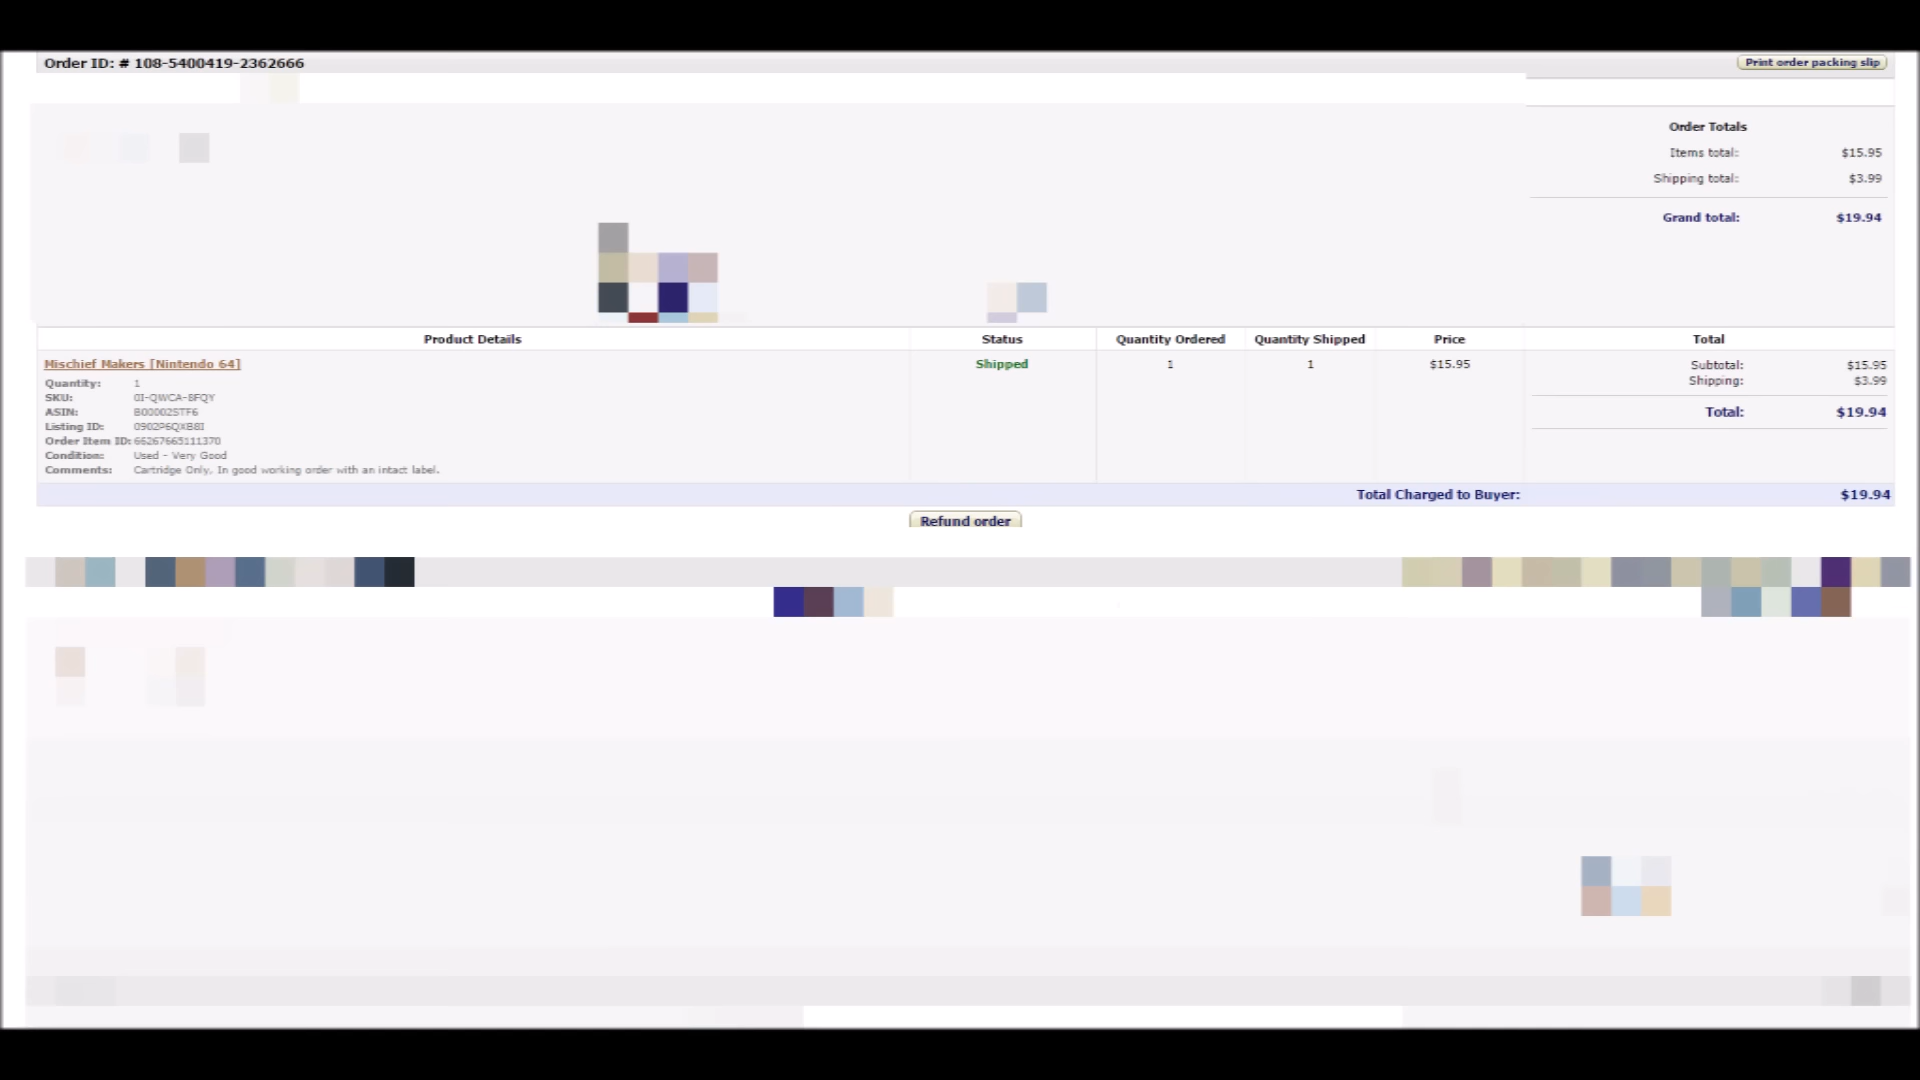 Order ID: # 108-5400419-2362666
Print order packing slip
Order Totals
Items total: $15.95
Shipping total: $3.99
Grand total: $19.94
Product Details Status Quantity Ordered Quantity Shipped Price Total
Mischief Makers [Nintendo 64] Shipped 1 1 $15.95 Subtotal: $15.95
Shipping: $3.99
Quantity: 1
SKU: 0I-QWCA-8FQY
ASIN: B00002STF6
Total: $19.94
Listing ID: 0902P6QXB8I
Order Item ID: 66267665111370
Condition: Used - Very Good
Comments: Cartridge Only. In good working order with an intact label.
Total Charged to Buyer: $19.94
Refund order